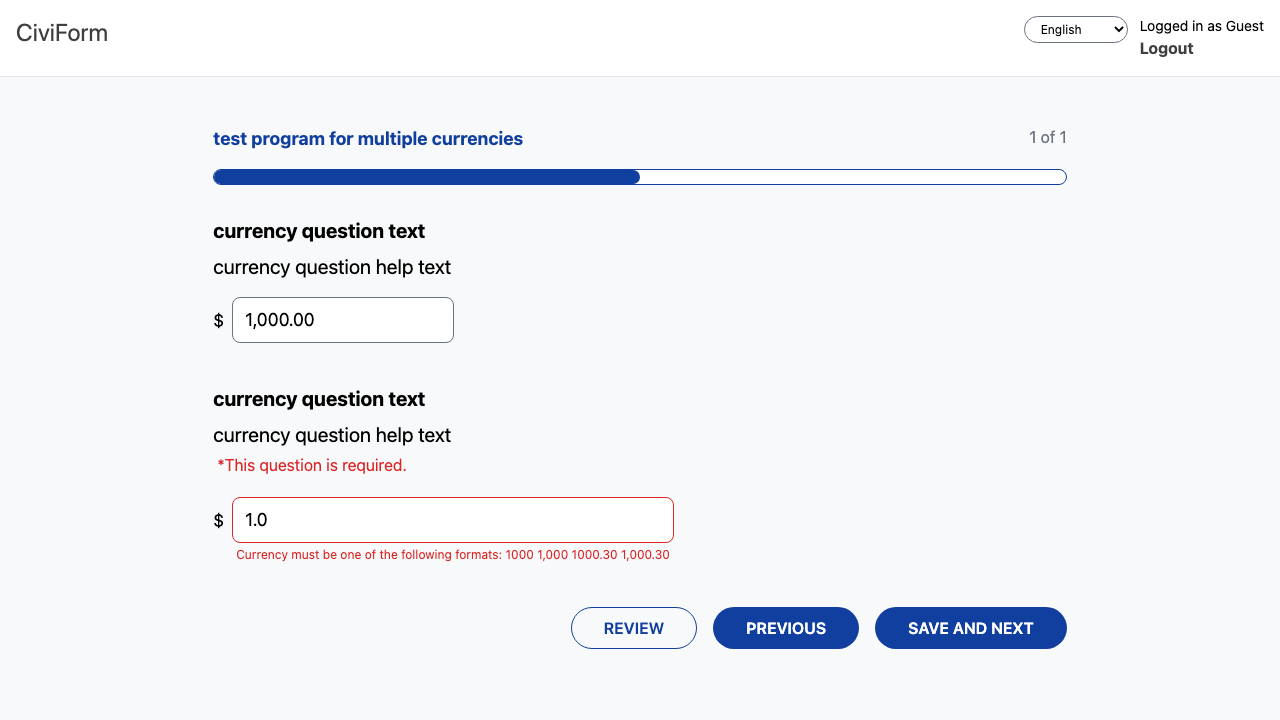 CiviForm
English
Logged in as Guest
Logout
test program for multiple currencies
1 of 1
currency question text
currency question help text
$ 1,000.00
currency question text
currency question help text
*This question is required.
$ 1.0
Currency must be one of the following formats: 1000 1,000 1000.30 1,000.30
REVIEW
PREVIOUS
SAVE AND NEXT